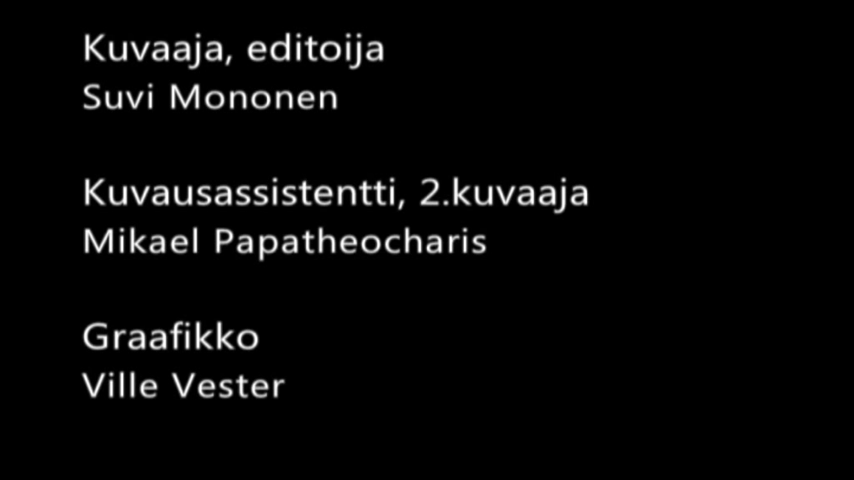 Kuvaaja, editoija
Suvi Mononen
Kuvausassistentti, 2.kuvaaja
Mikael Papatheocharis
Graafikko
Ville Vester